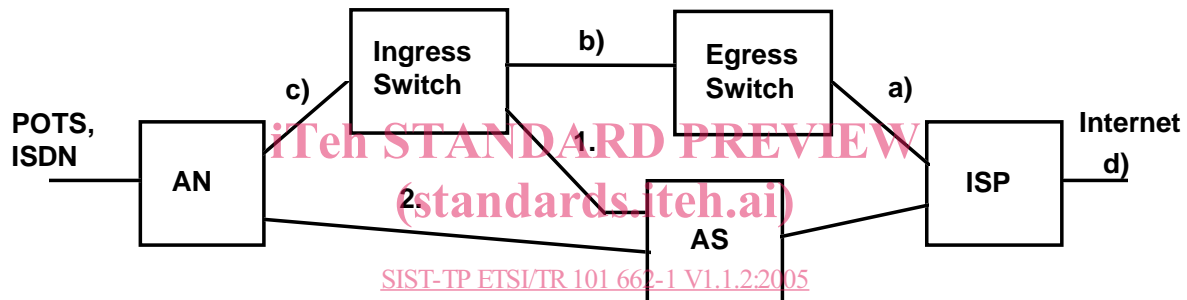 b)
Ingress
Switch
Egress
Switch
c)
a)
POTS,
ISDN
Internet
d)
iTeh STANDARD PREVIEW
1.
AN
ISP
2.
(standards.iteh.ai)
AS
SIST-TP ETSI/TR 101 662-1 V1.1.2:2005